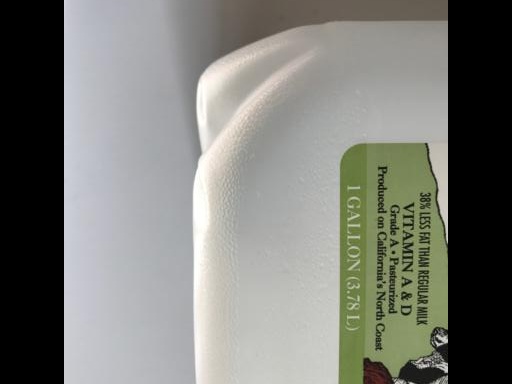 38% LESS FAT THAN REGULAR MILK
VITAMIN A & D
Grade A • Pasteurized
Produced on California's North Coast
1 GALLON (3.78 L)